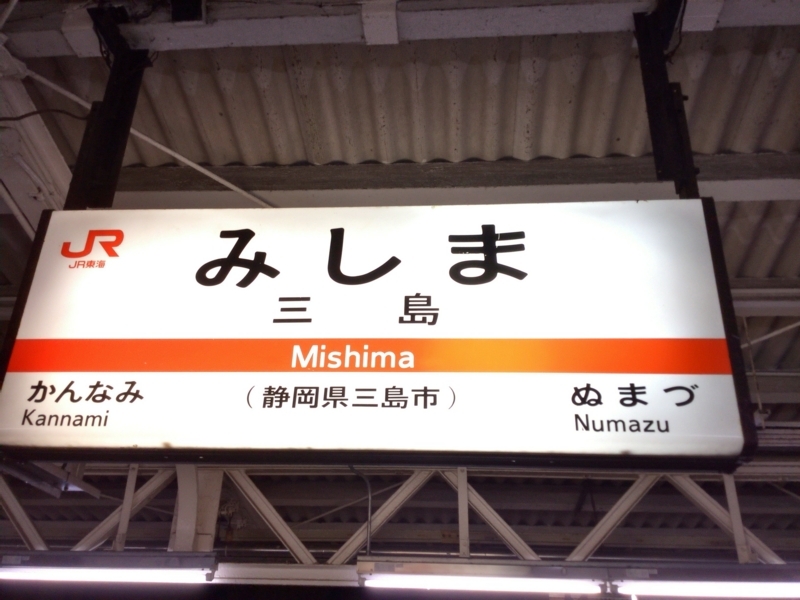 JR
JR東海
みしま
三島
Mishima
かんなみ
Kannami
（静岡県三島市）
ぬまづ
Numazu